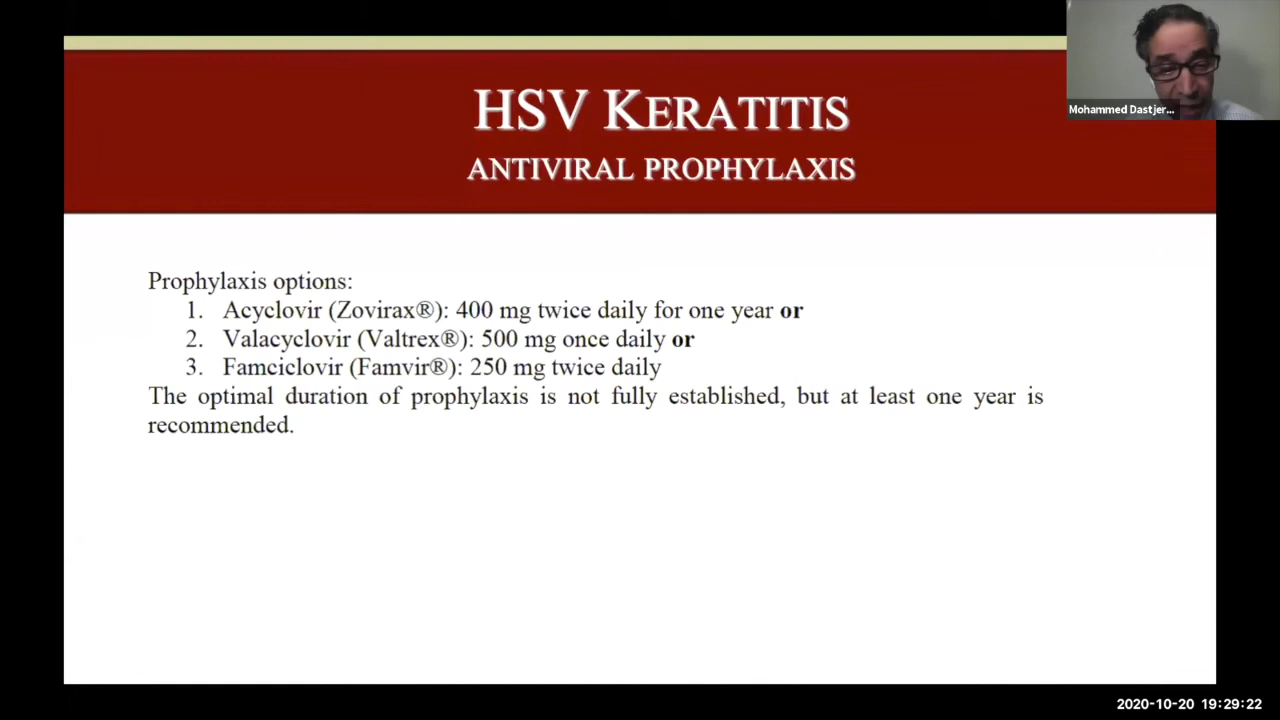 HSV KERATITIS
ANTIVIRAL PROPHYLAXIS
Mohammed Dastjer...
Prophylaxis options:
1. Acyclovir (Zovirax®): 400 mg twice daily for one year or
2. Valacyclovir (Valtrex®): 500 mg once daily or
3. Famciclovir (Famvir®): 250 mg twice daily
The optimal duration of prophylaxis is not fully established, but at least one year is
recommended.
2020-10-20 19:29:22